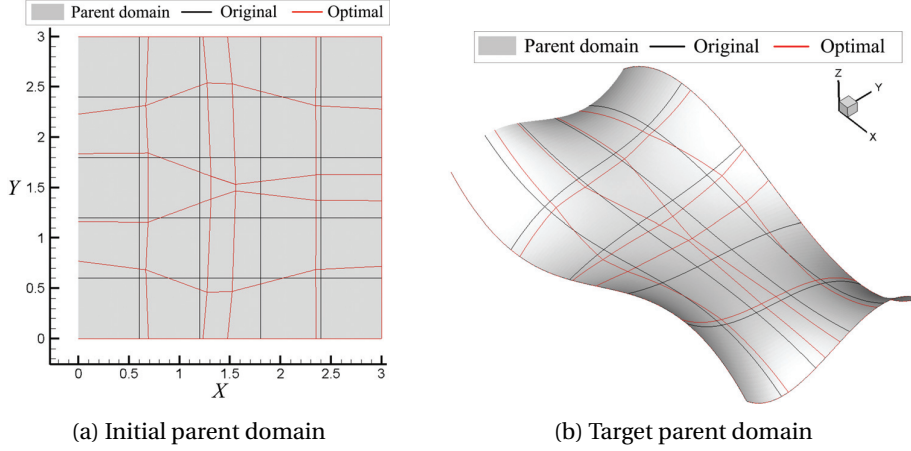 Parent domain Original Optimal
3
2.5
2
Y 1.5
1
0.5
0
0 0.5 1 1.5 2 2.5 3
X
(a) Initial parent domain
Parent domain Original Optimal
Z
Y
X
(b) Target parent domain